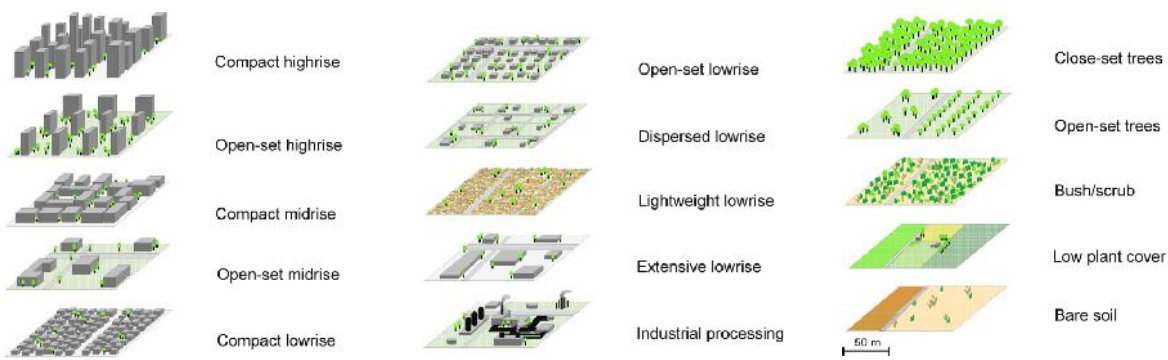 Compact highrise
Open-set highrise
Compact midrise
Open-set midrise
Compact lowrise
Open-set lowrise
Dispersed lowrise
Lightweight lowrise
Extensive lowrise
Industrial processing
Close-set trees
Open-set trees
Bush/scrub
Low plant cover
Bare soil
50 m